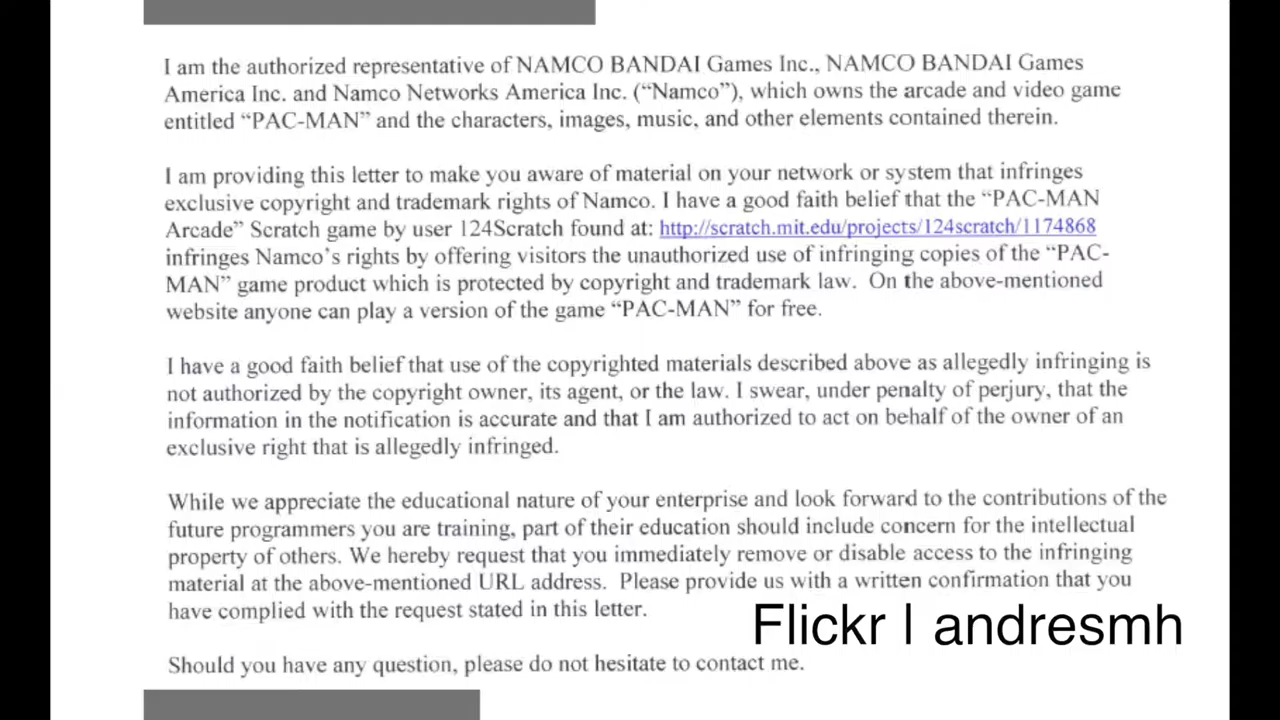 I am the authorized representative of NAMCO BANDAI Games Inc., NAMCO BANDAI Games
America Inc. and Namco Networks America Inc. (“Namco”), which owns the arcade and video game
entitled “PAC-MAN” and the characters, images, music, and other elements contained therein.
I am providing this letter to make you aware of material on your network or system that infringes
exclusive copyright and trademark rights of Namco. I have a good faith belief that the “PAC-MAN
Arcade” Scratch game by user 124Scratch found at: http://scratch.mit.edu/projects/124scratch/1174868
infringes Namco’s rights by offering visitors the unauthorized use of infringing copies of the “PAC-
MAN” game product which is protected by copyright and trademark law. On the above-mentioned
website anyone can play a version of the game “PAC-MAN” for free.
I have a good faith belief that use of the copyrighted materials described above as allegedly infringing is
not authorized by the copyright owner, its agent, or the law. I swear, under penalty of perjury, that the
information in the notification is accurate and that I am authorized to act on behalf of the owner of an
exclusive right that is allegedly infringed.
While we appreciate the educational nature of your enterprise and look forward to the contributions of the
future programmers you are training, part of their education should include concern for the intellectual
property of others. We hereby request that you immediately remove or disable access to the infringing
material at the above-mentioned URL address. Please provide us with a written confirmation that you
have complied with the request stated in this letter.
Flickr | andresmh
Should you have any question, please do not hesitate to contact me.